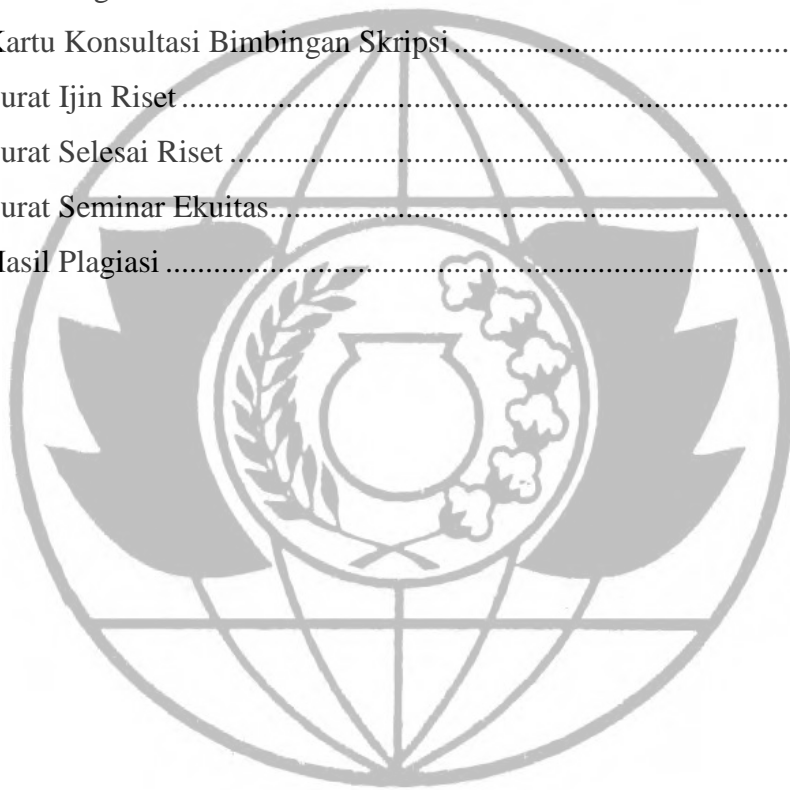 Kartu Konsultasi Bimbingan Skripsi ....................................................
urat Ijin Riset ....................................................
urat Selesai Riset ....................................................
urat Seminar Ekuitas ....................................................
Hasil Plagiasi ....................................................